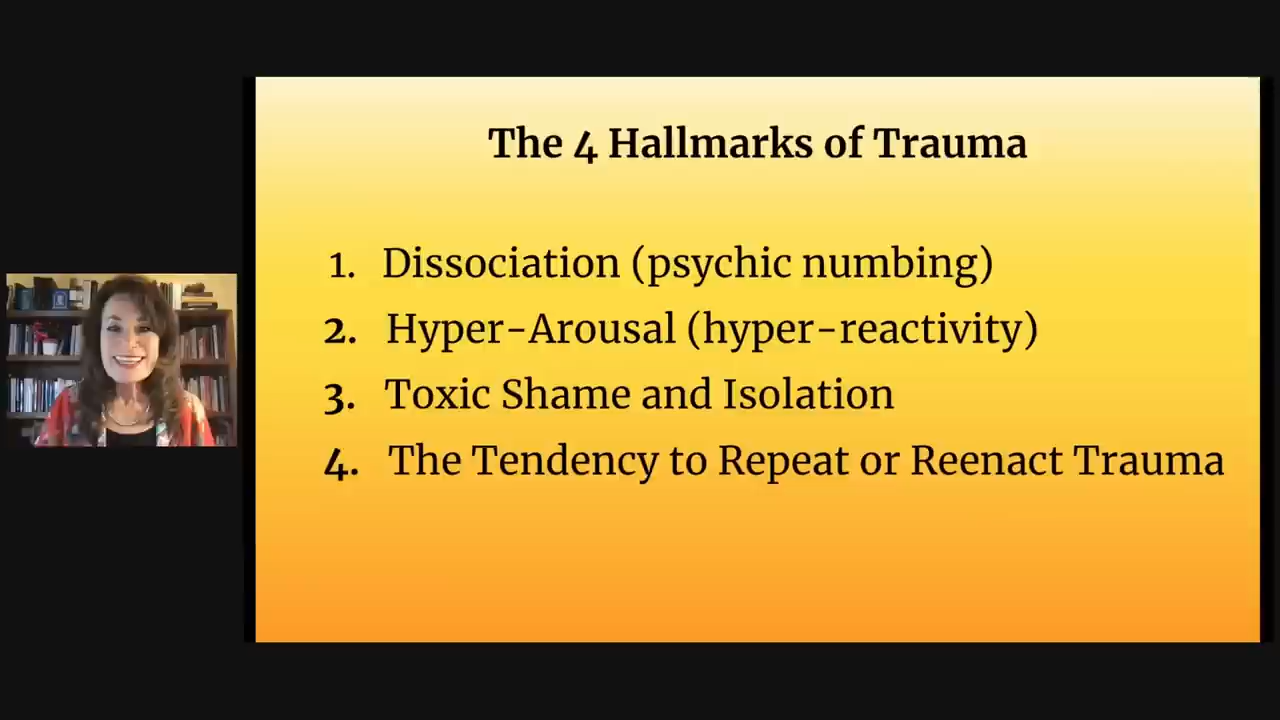 The 4 Hallmarks of Trauma
1. Dissociation (psychic numbing)
2. Hyper-Arousal (hyper-reactivity)
3. Toxic Shame and Isolation
4. The Tendency to Repeat or Reenact Trauma